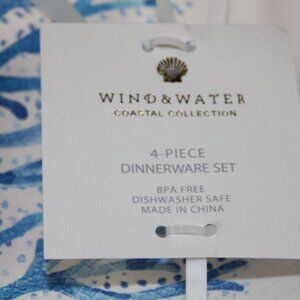 WIND & WATER
COASTAL COLLECTION
4-PIECE
DINNERWARE SET
BPA FREE
DISHWASHER SAFE
MADE IN CHINA